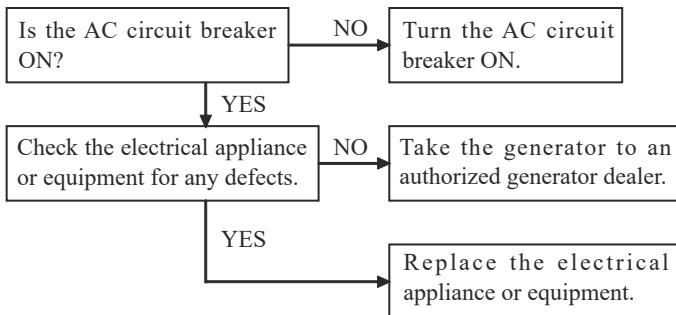 Is the AC circuit breaker
ON?
NO
Turn the AC circuit
breaker ON.
YES
Check the electrical appliance
or equipment for any defects.
NO
Take the generator to an
authorized generator dealer.
YES
Replace the electrical
appliance or equipment.